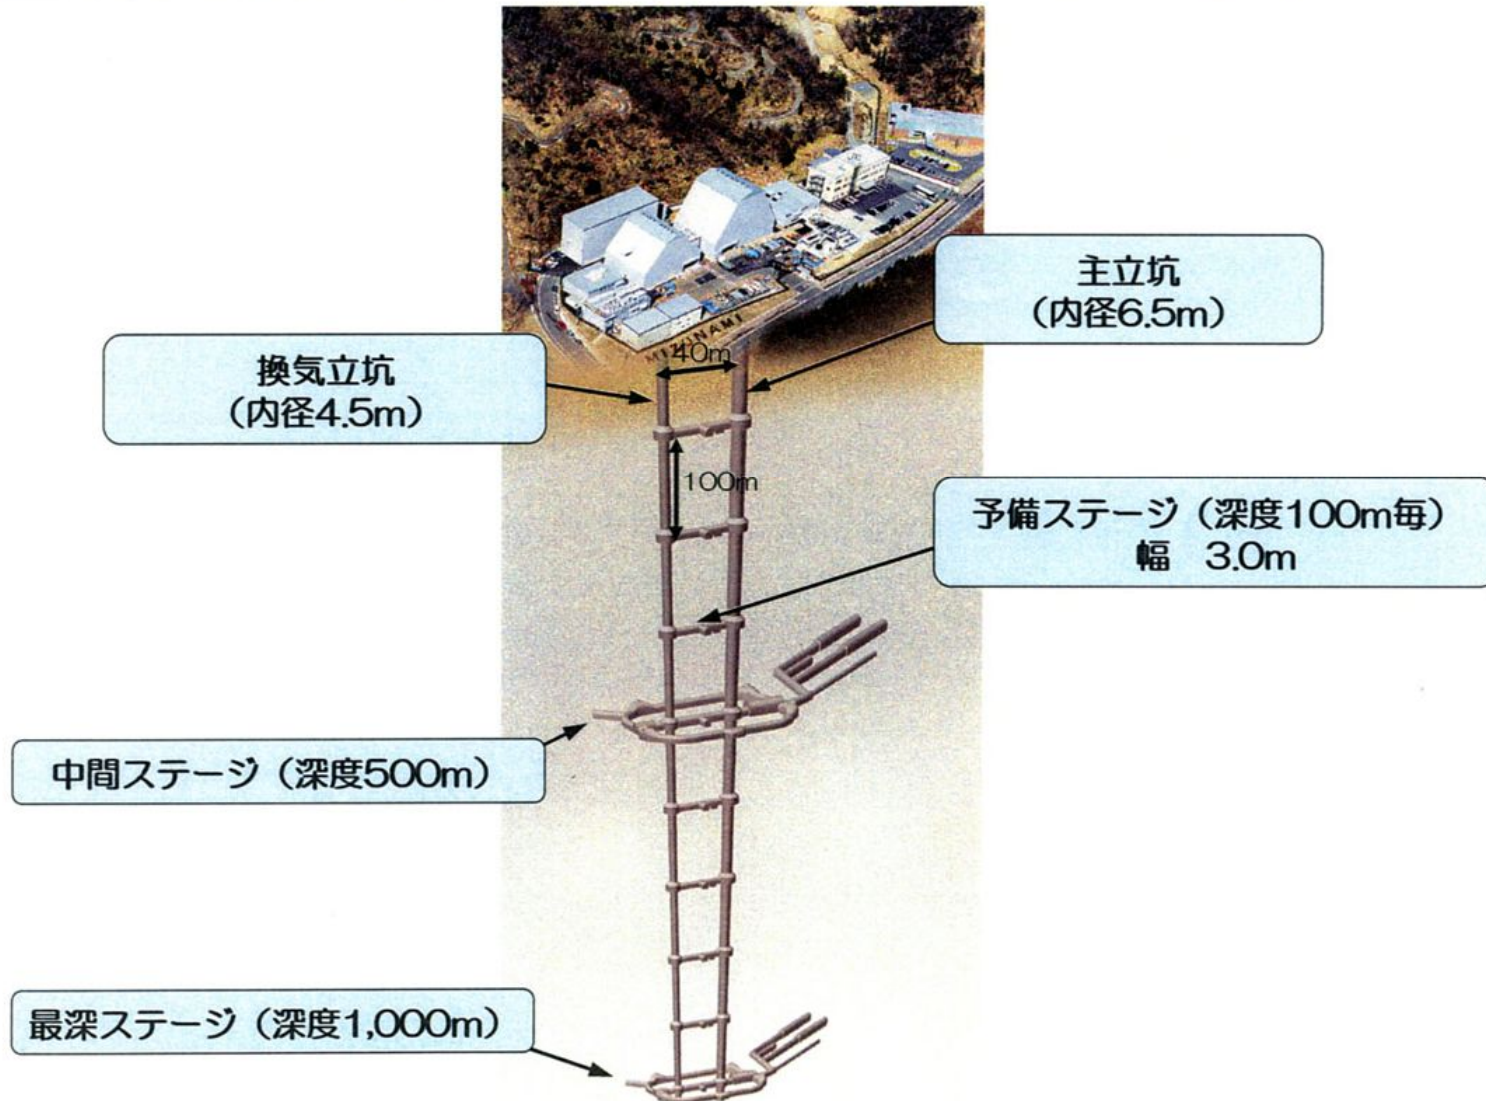 MIZUNAMI
40m
主立坑
（内径6.5m）
換気立坑
（内径4.5m）
100m
予備ステージ（深度100m毎）
幅　3.0m
中間ステージ（深度500m）
最深ステージ（深度1,000m）